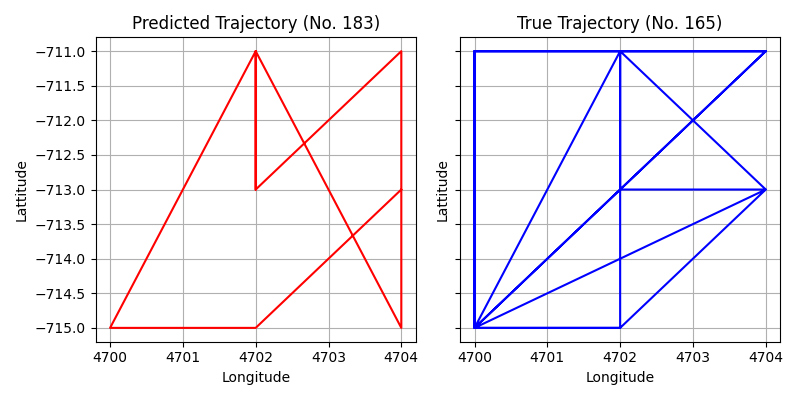 Predicted Trajectory (No. 183)
True Trajectory (No. 165)
−711.0
−711.5
−712.0
−712.5
−713.0
−713.5
−714.0
−714.5
−715.0
Lattitude
Lattitude
4700 4701 4702 4703 4704
4700 4701 4702 4703 4704
Longitude
Longitude